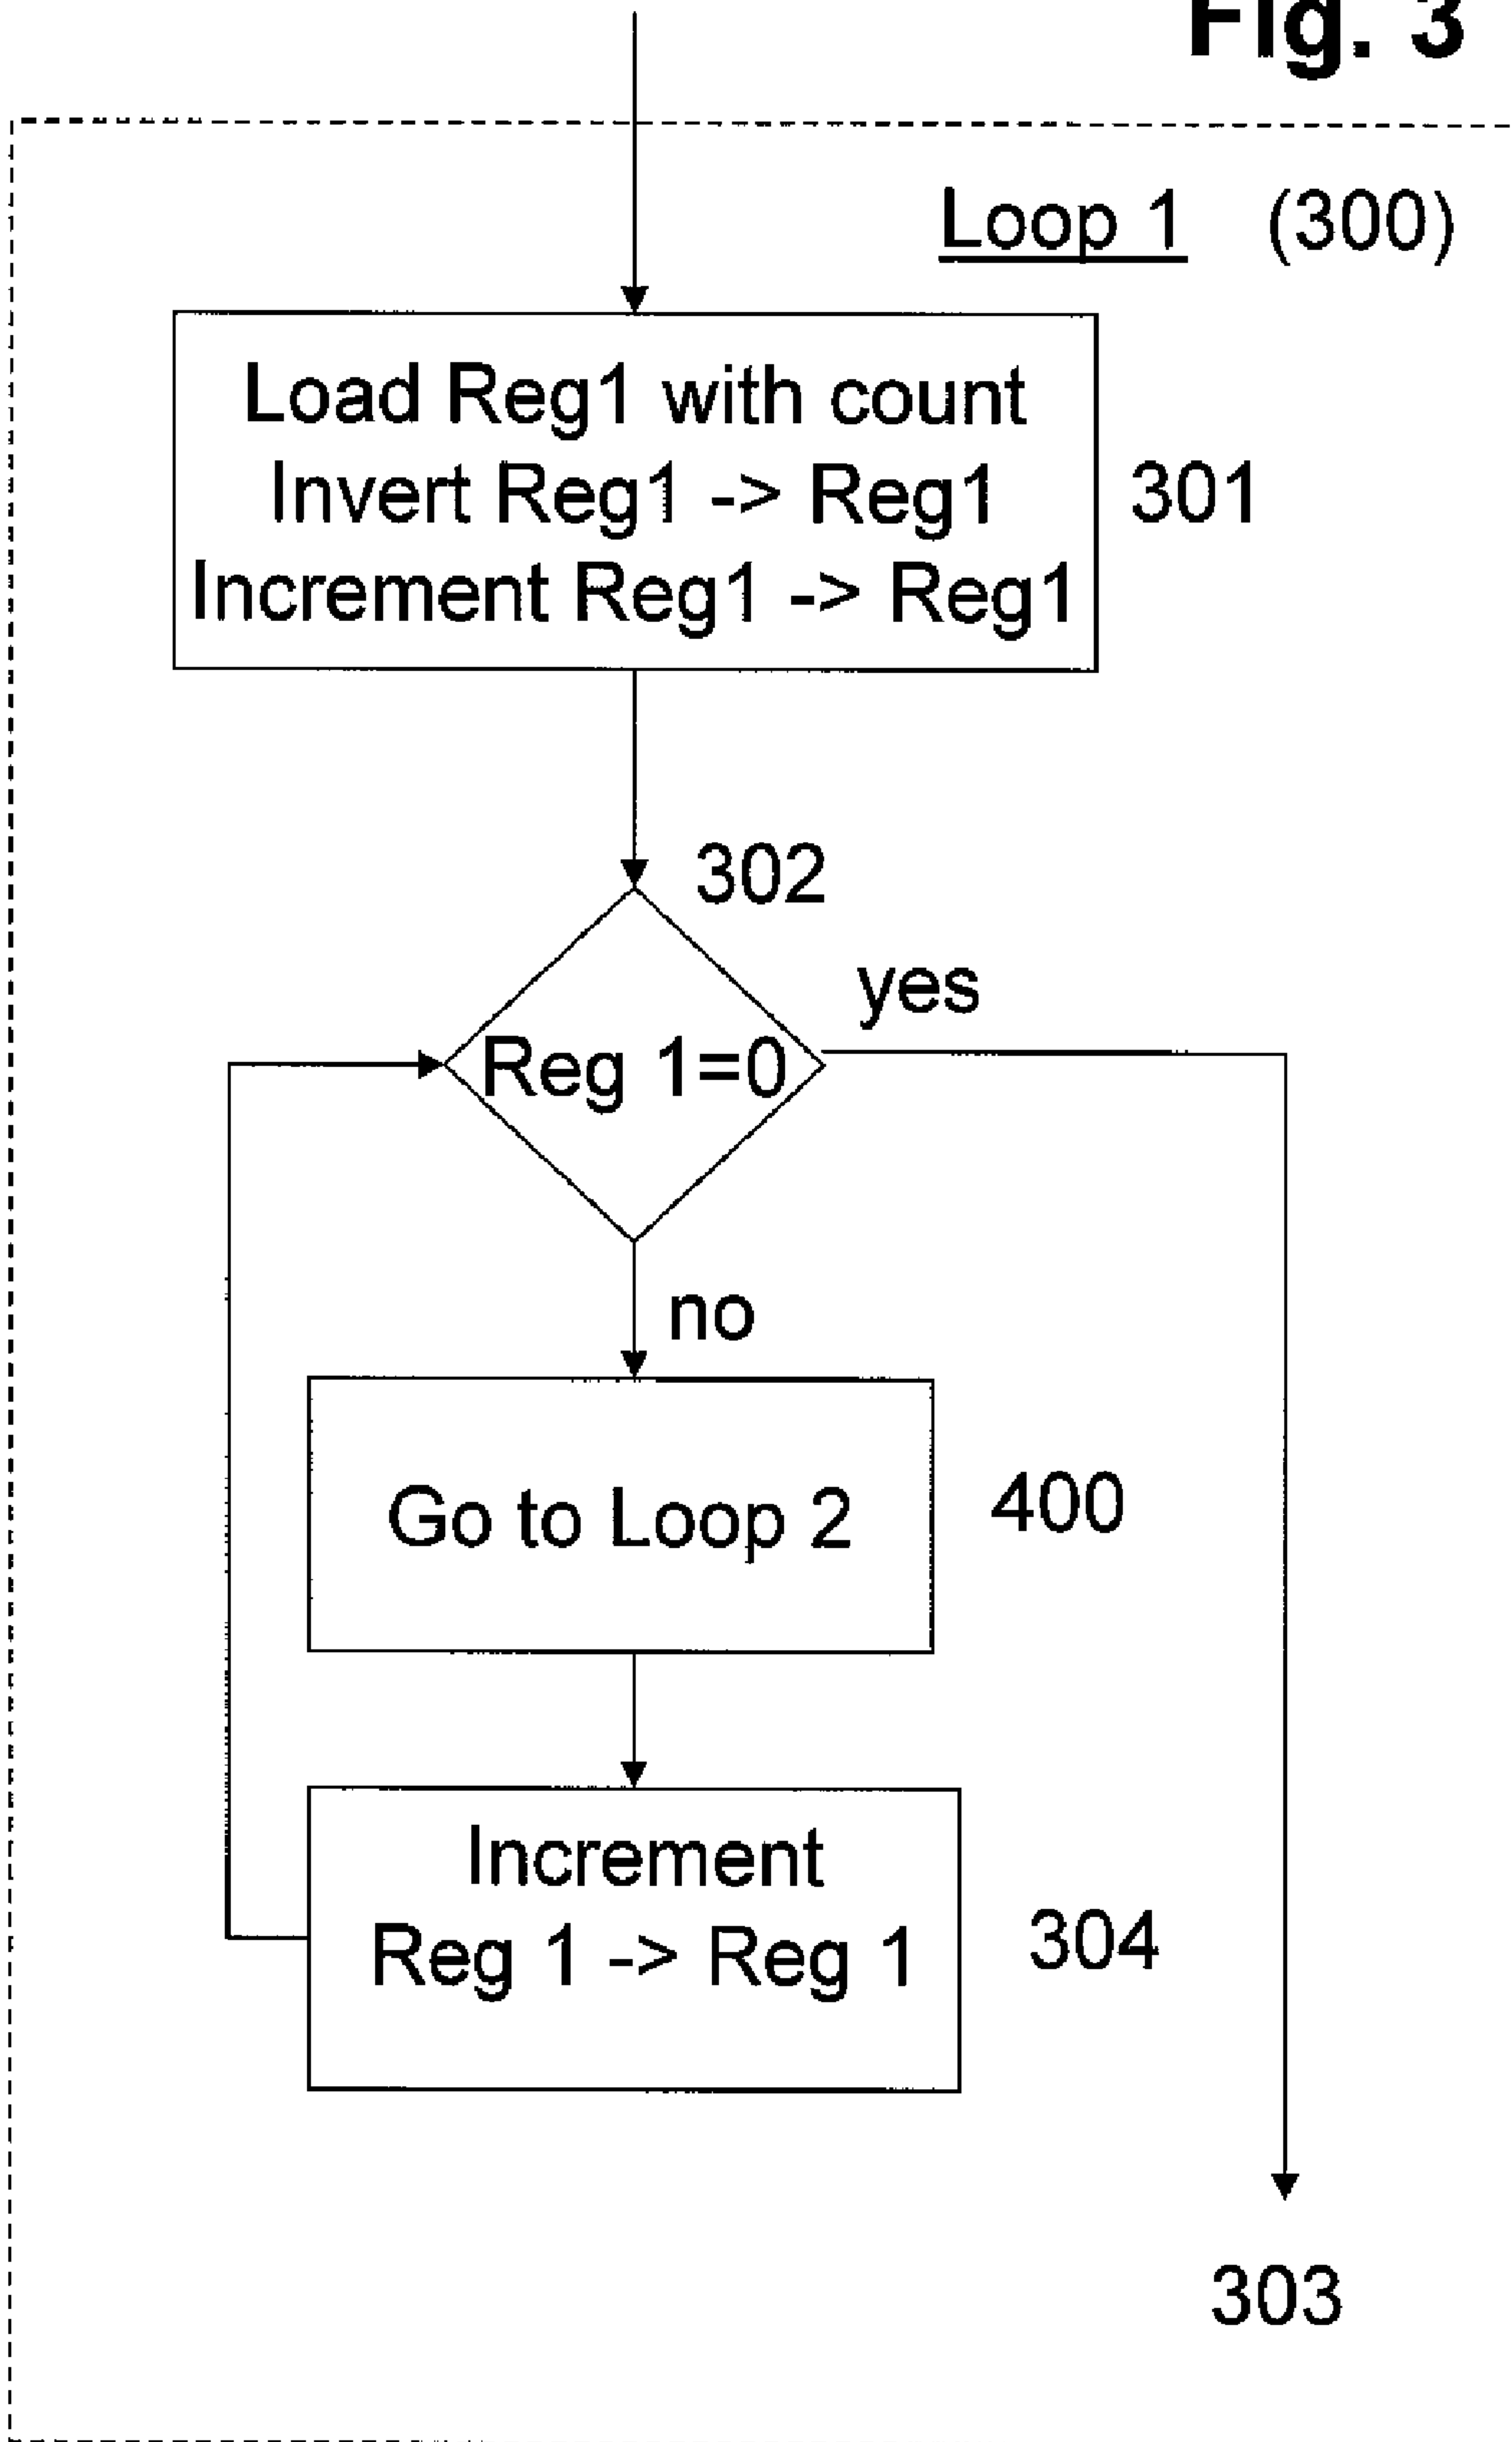 Fig. 3
Loop 1 (300)
Load Reg1 with count
Invert Reg1 -> Reg1
Increment Reg1 -> Reg1
301
302
yes
Reg 1=0
no
Go to Loop 2
400
Increment
Reg 1 -> Reg 1
304
303